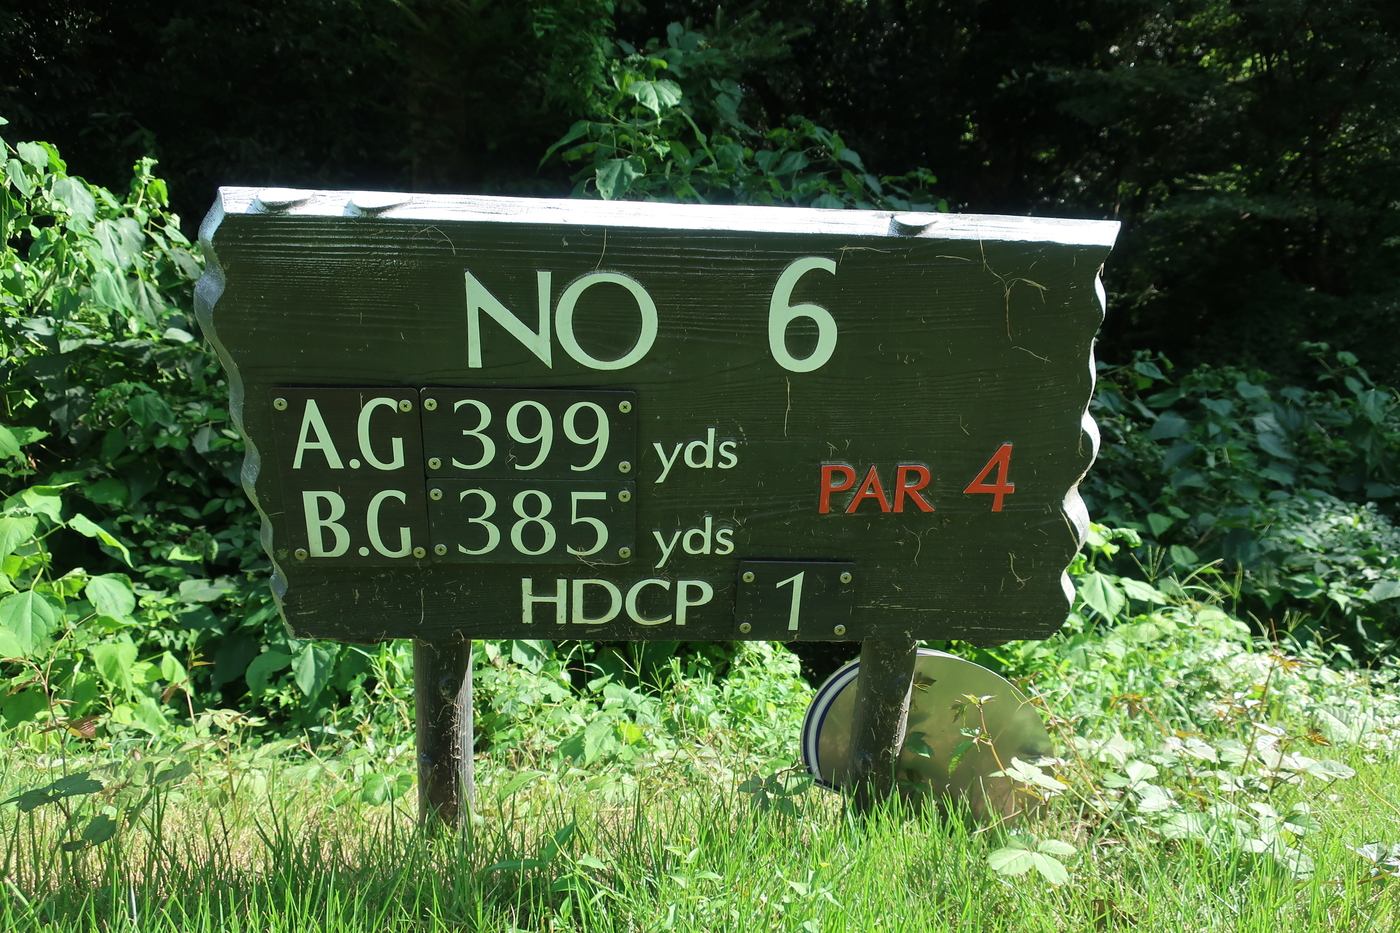 NO 6
A.G 399 yds
B.G 385 yds
PAR 4
HDCP 1